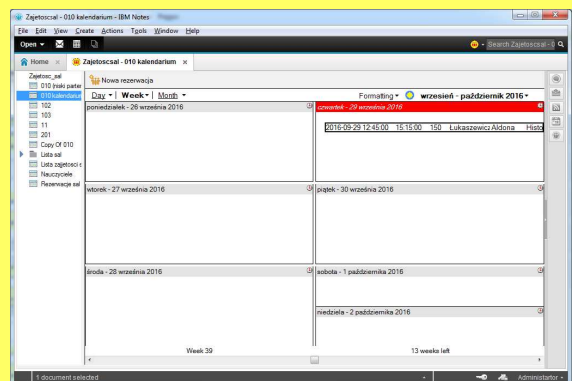 Zajetoscsal - 010 kalendarium - IBM Notes
File Edit View Create Actions Tools Window Help
Open
Search Zajetoscsal - 0
Home
Zajetoscsal - 010 kalendarium
Zajetosc_sal
010 (niski parter
010 kalendarium
102
103
11
201
Copy Of 010
Lista sal
Lista zajetosci s
Nauczyciele
Rezerwacje sal
Nowa rezerwacja
Day Week Month Formatting wrzesień - październik 2016
poniedziałek - 26 września 2016
czwartek - 29 września 2016
2016-09-29 12:45:00 15:15:00 150 Łukaszewicz Aldona Histo
wtorek - 27 września 2016
piątek - 30 września 2016
środa - 28 września 2016
sobota - 1 października 2016
niedziela - 2 października 2016
Week 39 13 weeks left
1 document selected
Administrator